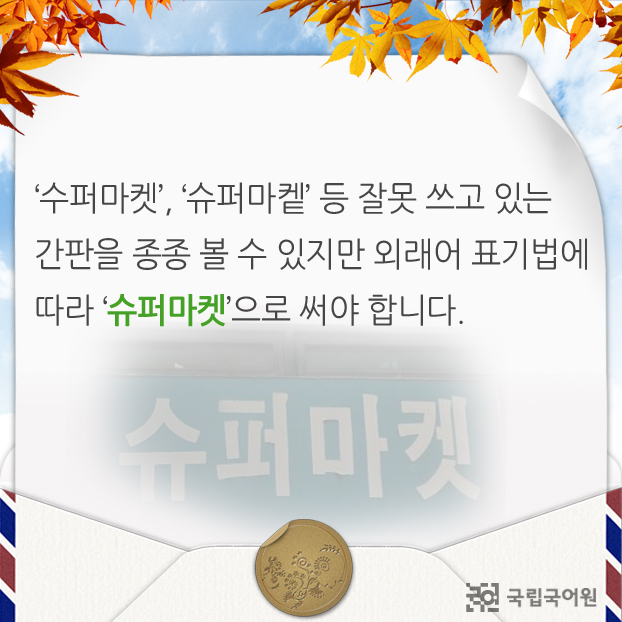 ‘수퍼마켓’, ‘슈퍼마켙’ 등 잘못 쓰고 있는
간판을 종종 볼 수 있지만 외래어 표기법에
따라 ‘슈퍼마켓’으로 써야 합니다.
슈퍼마켓
국립국어원